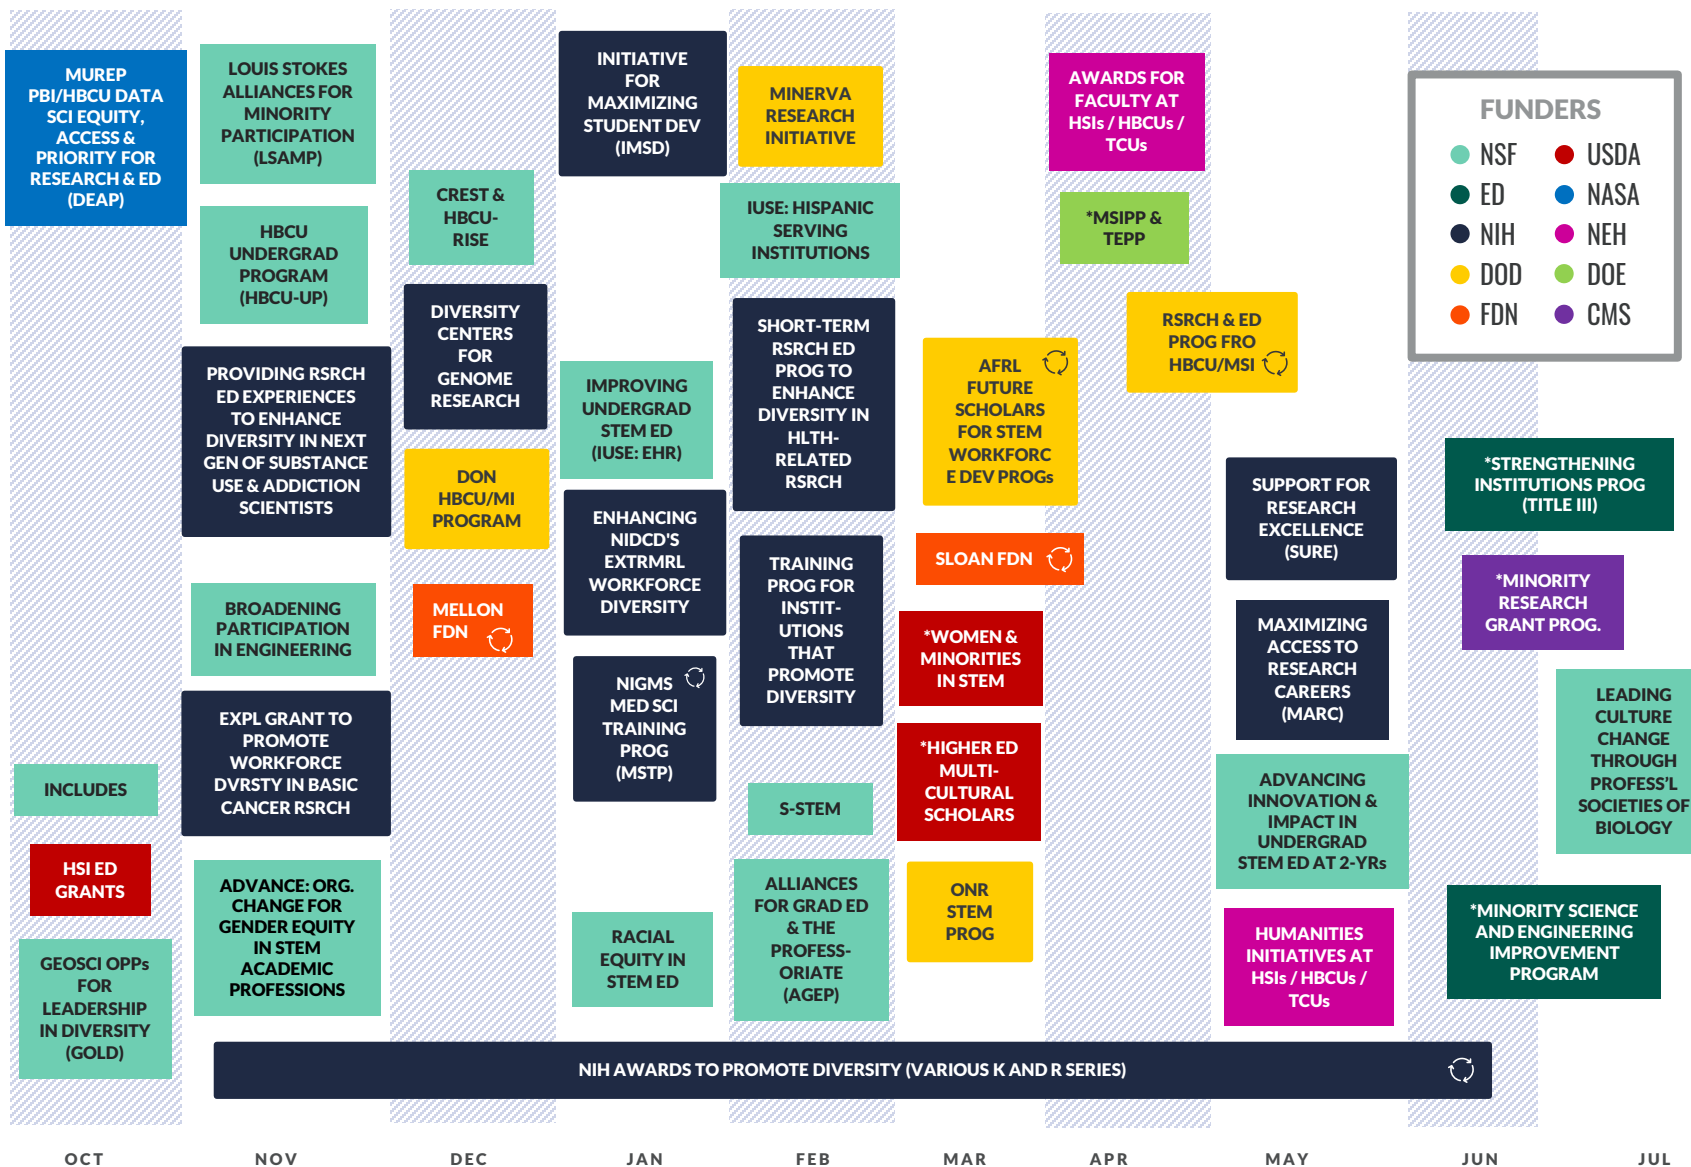 MUREP
PBI/HBCU DATA
SCI EQUITY,
ACCESS &
PRIORITY FOR
RESEARCH & ED
(DEAP)
INCLUDES
HSI ED
GRANTS
GEOSCI OPPs
FOR
LEADERSHIP
IN DIVERSITY
(GOLD)
LOUIS STOKES
ALLIANCES FOR
MINORITY
PARTICIPATION
(LSAMP)
HBCU
UNDERGRAD
PROGRAM
(HBCU-UP)
PROVIDING RSRCH
ED EXPERIENCES
TO ENHANCE
DIVERSITY IN NEXT
GEN OF SUBSTANCE
USE & ADDICTION
SCIENTISTS
BROADENING
PARTICIPATION
IN ENGINEERING
EXPL GRANT TO
PROMOTE
WORKFORCE
DVRSTY IN BASIC
CANCER RSRCH
ADVANCE: ORG.
CHANGE FOR
GENDER EQUITY
IN STEM
ACADEMIC
PROFESSIONS
CREST &
HBCU-
RISE
DIVERSITY
CENTERS
FOR
GENOME
RESEARCH
DON
HBCU/MI
PROGRAM
MELLON
FDN
INITIATIVE
FOR
MAXIMIZING
STUDENT DEV
(IMSD)
IMPROVING
UNDERGRAD
STEM ED
(IUSE: EHR)
ENHANCING
NIDCD'S
EXTRMRL
WORKFORCE
DIVERSITY
NIGMS
MED SCI
TRAINING
PROG
(MSTP)
RACIAL
EQUITY IN
STEM ED
MINERVA
RESEARCH
INITIATIVE
IUSE: HISPANIC
SERVING
INSTITUTIONS
SHORT-TERM
RSRCH ED
PROG TO
ENHANCE
DIVERSITY IN
HLTH-
RELATED
RSRCH
TRAINING
PROG FOR
INSTIT-
UTIONS
THAT
PROMOTE
DIVERSITY
S-STEM
ALLIANCES
FOR GRAD ED
& THE
PROFESS-
ORIATE
(AGEP)
AFRL
FUTURE
SCHOLARS
FOR STEM
WORKFORC
E DEV PROGs
SLOAN FDN
*WOMEN &
MINORITIES
IN STEM
*HIGHER ED
MULTI-
CULTURAL
SCHOLARS
ONR
STEM
PROG
AWARDS FOR
FACULTY AT
HSIs / HBCUs /
TCUs
*MSIPP &
TEPP
RSRCH & ED
PROG FRO
HBCU/MSI
SUPPORT FOR
RESEARCH
EXCELLENCE
(SURE)
MAXIMIZING
ACCESS TO
RESEARCH
CAREERS
(MARC)
ADVANCING
INNOVATION &
IMPACT IN
UNDERGRAD
STEM ED AT 2-YRs
HUMANITIES
INITIATIVES AT
HSIs / HBCUs /
TCUs
FUNDERS
NSF
ED
NIH
DOD
FDN
USDA
NASA
NEH
DOE
CMS
*STRENGTHENING
INSTITUTIONS PROG
(TITLE III)
*MINORITY
RESEARCH
GRANT PROG.
LEADING
CULTURE
CHANGE
THROUGH
PROFESS'L
SOCIETIES OF
BIOLOGY
*MINORITY SCIENCE
AND ENGINEERING
IMPROVEMENT
PROGRAM
NIH AWARDS TO PROMOTE DIVERSITY (VARIOUS K AND R SERIES)
OCT
NOV
DEC
JAN
FEB
MAR
APR
MAY
JUN
JUL